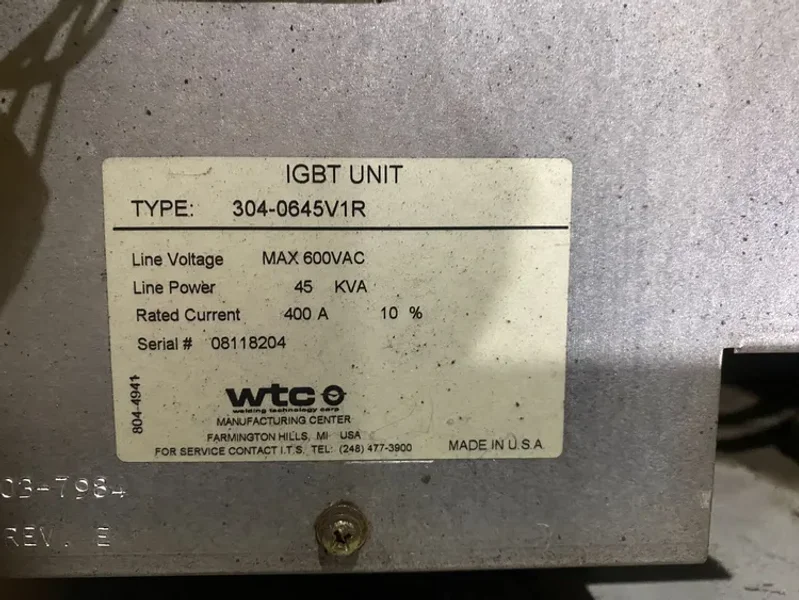 IGBT UNIT
TYPE: 304-0645V1R
Line Voltage MAX 600VAC
Line Power 45 KVA
Rated Current 400 A 10 %
Serial # 08118204
804-4941
wtc
welding technology corp
MANUFACTURING CENTER
FARMINGTON HILLS, MI USA
FOR SERVICE CONTACT I.T.S. TEL: (248) 477-3900
MADE IN U.S.A.
03-7984
REV. E